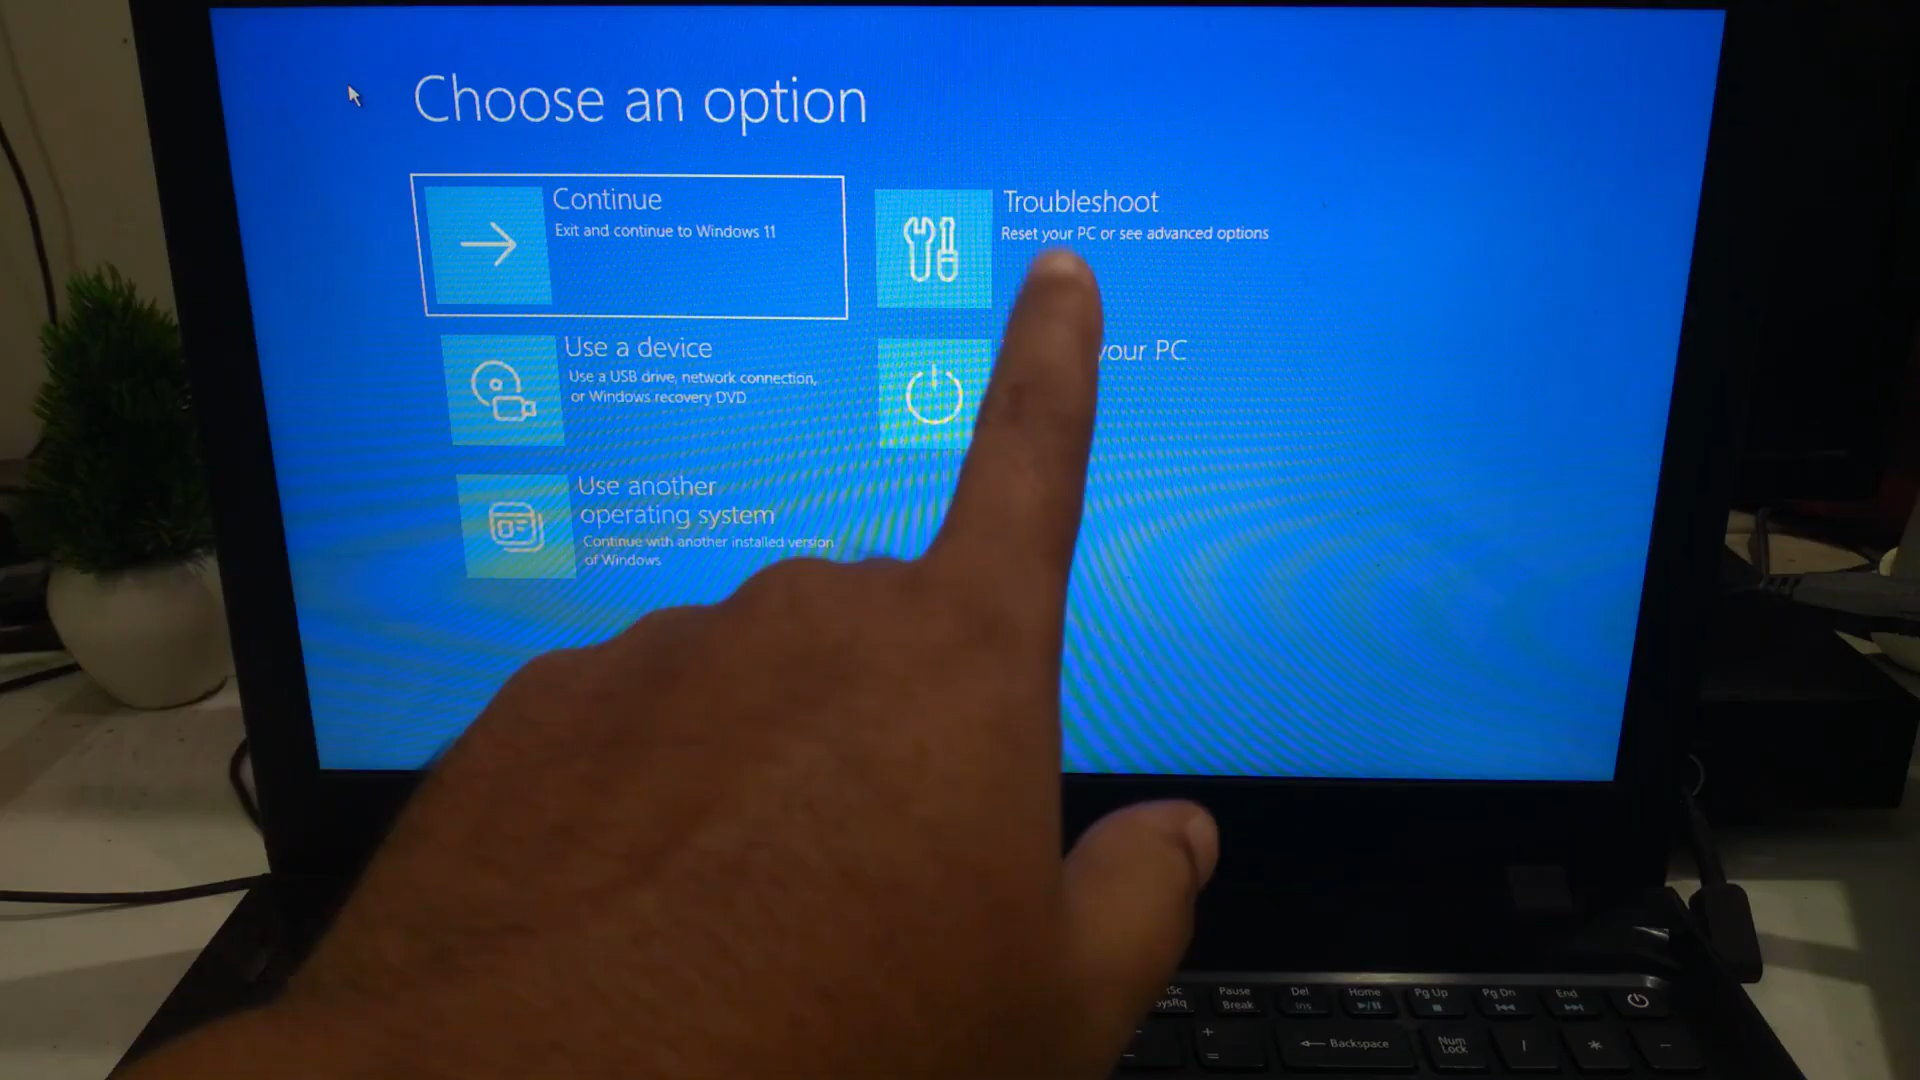 Choose an option
Continue
Exit and continue to Windows 11
Troubleshoot
Reset your PC or see advanced options
Use a device
Use a USB drive, network connection,
or Windows recovery DVD
your PC
Use another
operating system
Continue with another installed version
of Windows
Pause
Break
Del
Ins
Home
Pg Up
Pg Dn
End
+
=
Backspace
Num
Lock
/
*
-